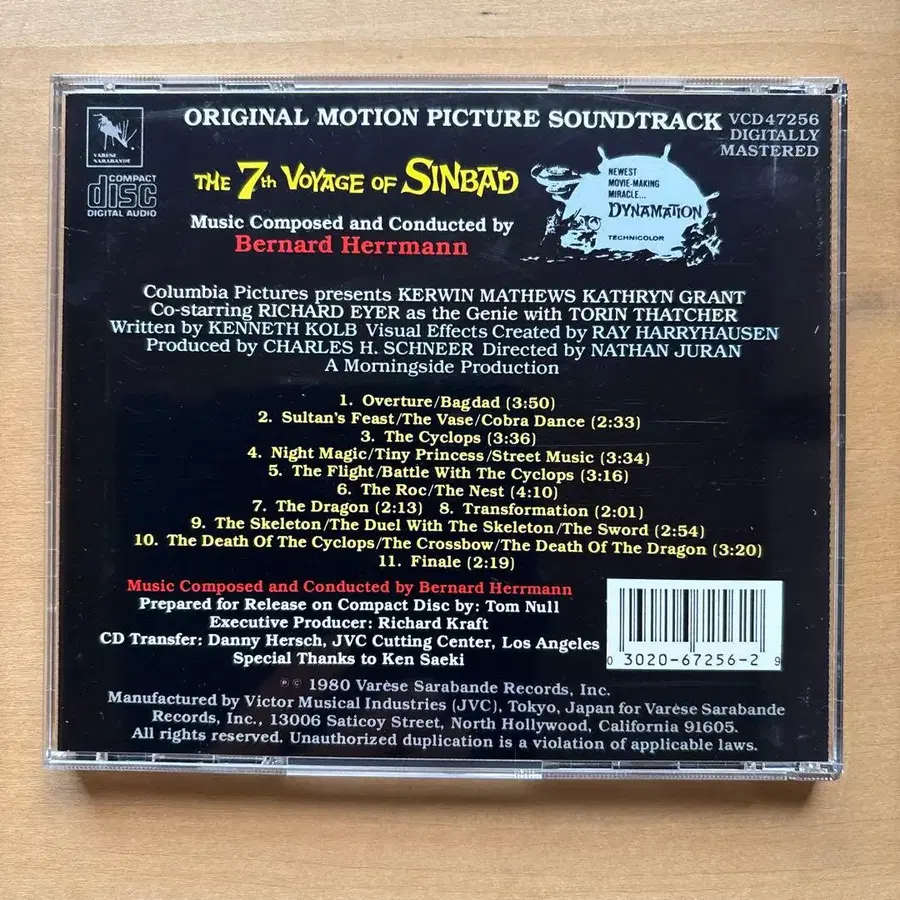 ORIGINAL MOTION PICTURE SOUNDTRACK
VCD47256
DIGITALLY
MASTERED
VARÈSE
SARABANDE
COMPACT
disc
DIGITAL AUDIO
THE 7th VOYAGE OF SINBAD
NEWEST
MOVIE-MAKING
MIRACLE...
DYNAMATION
TECHNICOLOR
Music Composed and Conducted by
Bernard Herrmann
Columbia Pictures presents KERWIN MATHEWS KATHRYN GRANT
Co-starring RICHARD EYER as the Genie with TORIN THATCHER
Written by KENNETH KOLB Visual Effects Created by RAY HARRYHAUSEN
Produced by CHARLES H. SCHNEER Directed by NATHAN JURAN
A Morningside Production
1. Overture/Bagdad (3:50)
2. Sultan's Feast/The Vase/Cobra Dance (2:33)
3. The Cyclops (3:36)
4. Night Magic/Tiny Princess/Street Music (3:34)
5. The Flight/Battle With The Cyclops (3:16)
6. The Roc/The Nest (4:10)
7. The Dragon (2:13) 8. Transformation (2:01)
9. The Skeleton/The Duel With The Skeleton/The Sword (2:54)
10. The Death Of The Cyclops/The Crossbow/The Death Of The Dragon (3:20)
11. Finale (2:19)
Music Composed and Conducted by Bernard Herrmann
Prepared for Release on Compact Disc by: Tom Null
Executive Producer: Richard Kraft
CD Transfer: Danny Hersch, JVC Cutting Center, Los Angeles
Special Thanks to Ken Saeki
0 3020-67256-2 9
℗ © 1980 Varèse Sarabande Records, Inc.
Manufactured by Victor Musical Industries (JVC), Tokyo, Japan for Varèse Sarabande
Records, Inc., 13006 Saticoy Street, North Hollywood, California 91605.
All rights reserved. Unauthorized duplication is a violation of applicable laws.